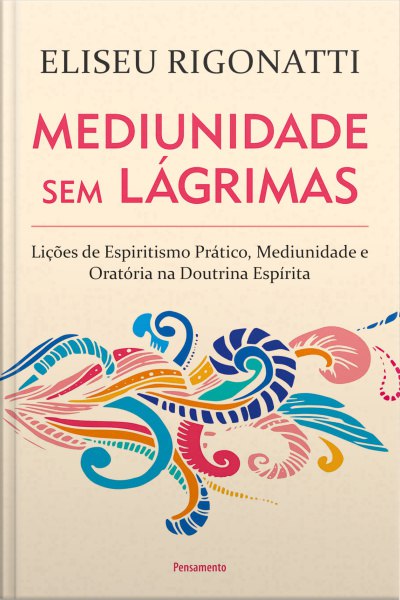 ELISEU RIGONATTI
MEDIUNIDADE
SEM LÁGRIMAS
Lições de Espiritismo Prático, Mediunidade e
Oratória na Doutrina Espírita
Pensamento